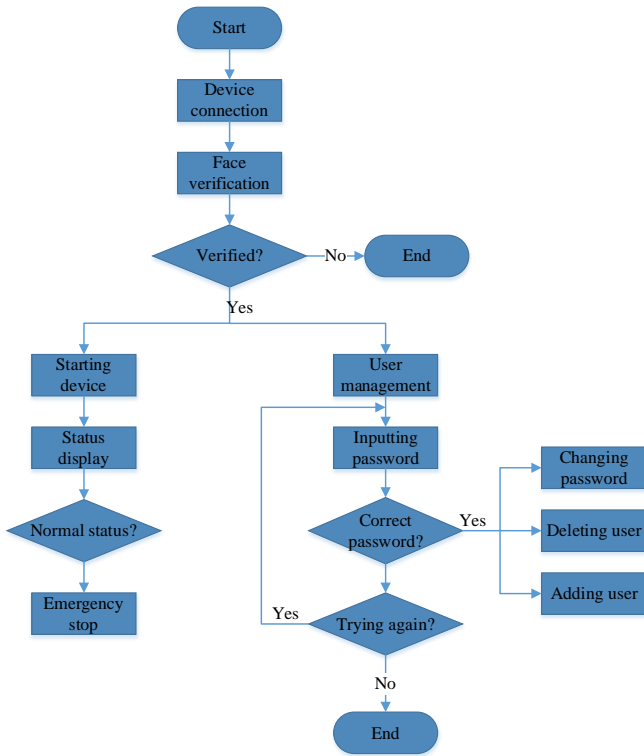 Start
Device
connection
Face
verification
Verified?
No
End
Yes
Starting
device
User
management
Status
display
Inputting
password
Changing
password
Normal status?
Correct
password?
Yes
Deleting user
Emergency
stop
Yes
Trying again?
Adding user
No
End